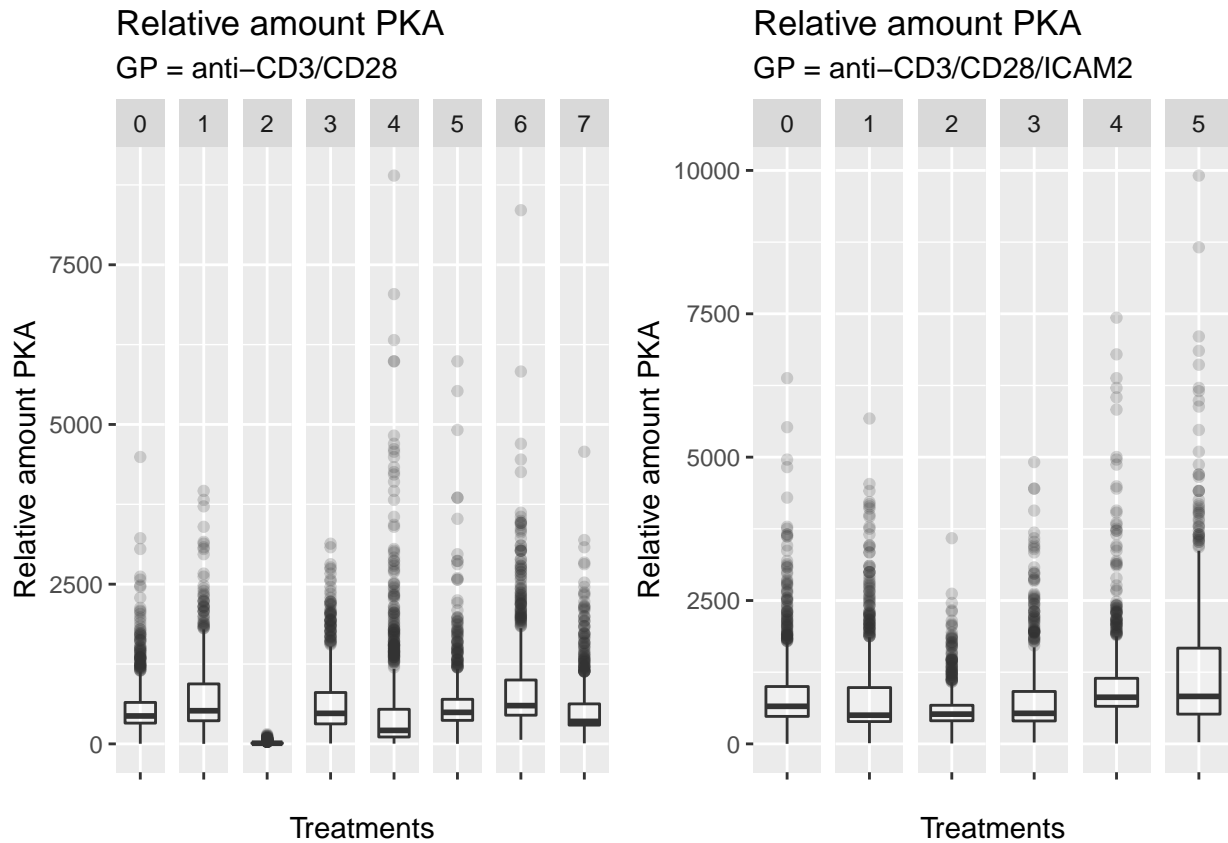 Relative amount PKA
GP = anti−CD3/CD28
0 1 2 3 4 5 6 7
7500
5000
2500
0
Relative amount PKA
Treatments
Relative amount PKA
GP = anti−CD3/CD28/ICAM2
0 1 2 3 4 5
10000
7500
5000
2500
0
Relative amount PKA
Treatments